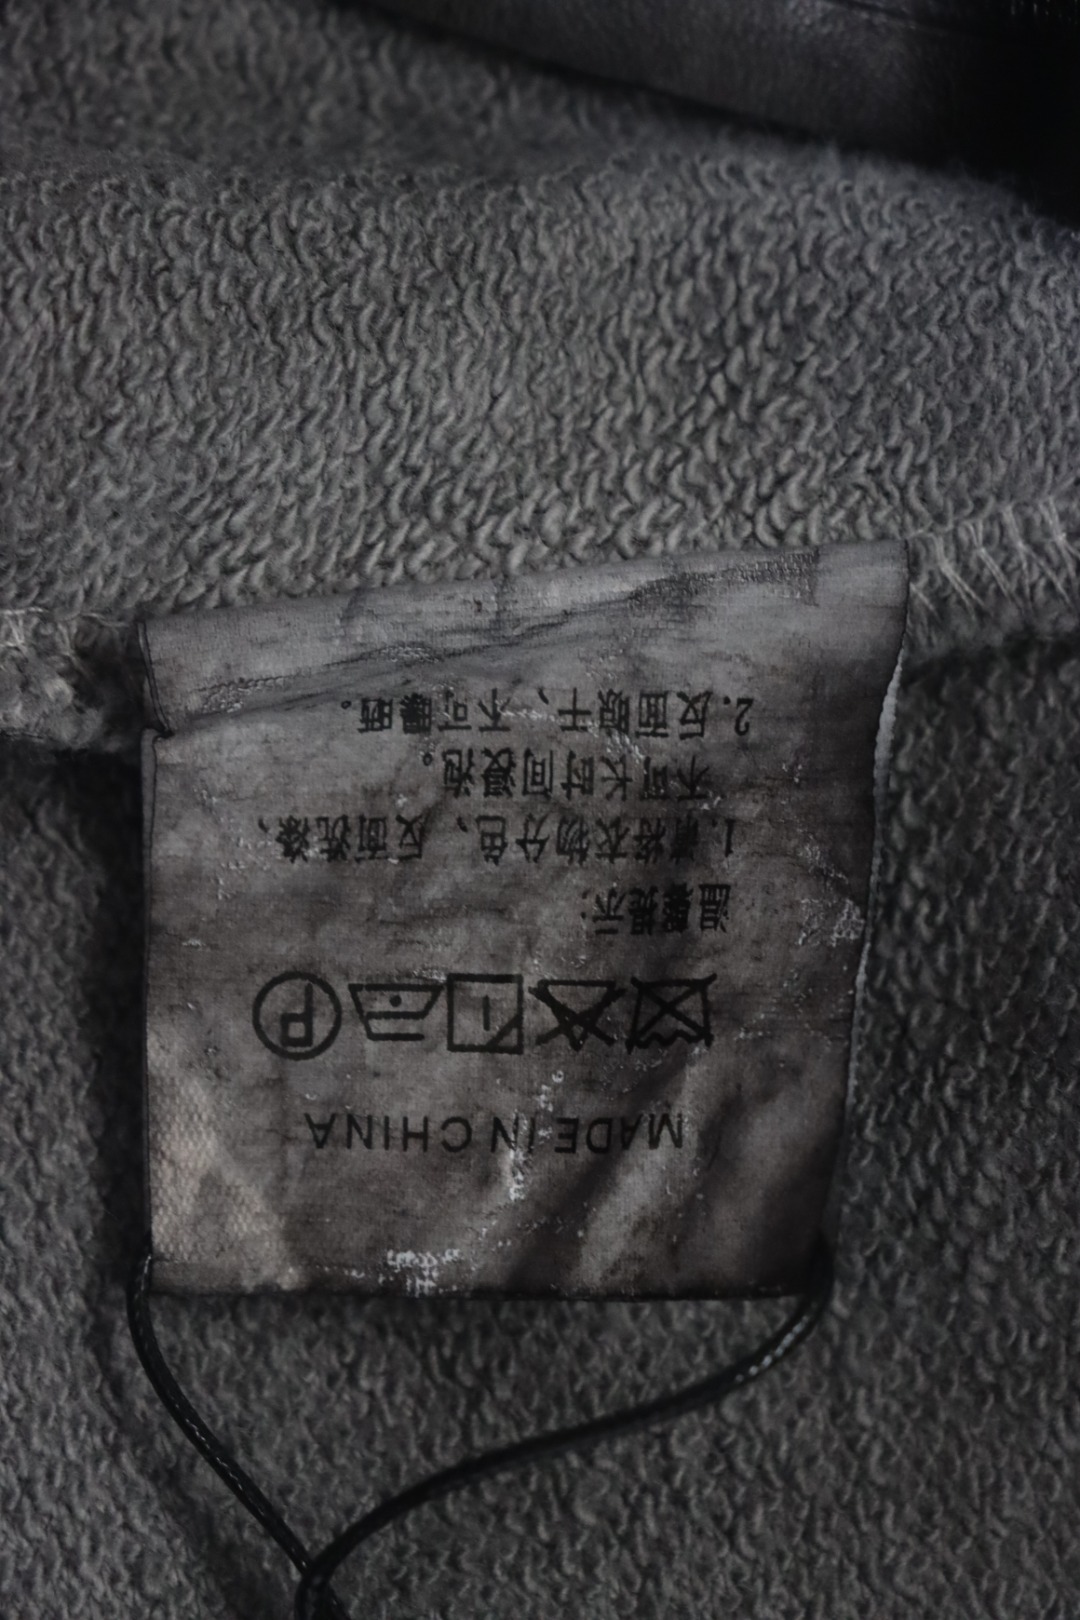 MADE IN CHINA
P
温馨提示:
1.请将衣物分色、反面洗涤、
不可长时间浸泡。
2.反面晾干、不可曝晒。